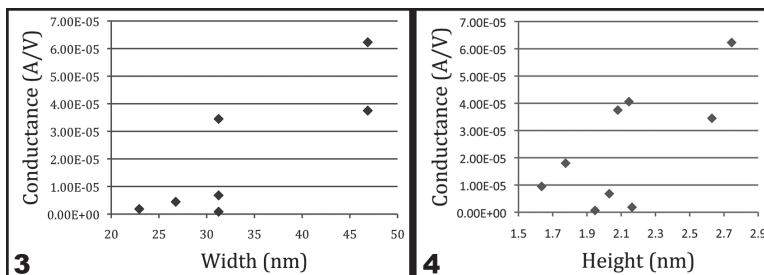 7.00E-05
6.00E-05
5.00E-05
4.00E-05
3.00E-05
2.00E-05
1.00E-05
0.00E+00
Conductance (A/V)
20 25 30 35 40 45 50
Width (nm)
3
7.00E-05
6.00E-05
5.00E-05
4.00E-05
3.00E-05
2.00E-05
1.00E-05
0.00E+00
Conductance (A/V)
1.5 1.7 1.9 2.1 2.3 2.5 2.7 2.9
Height (nm)
4